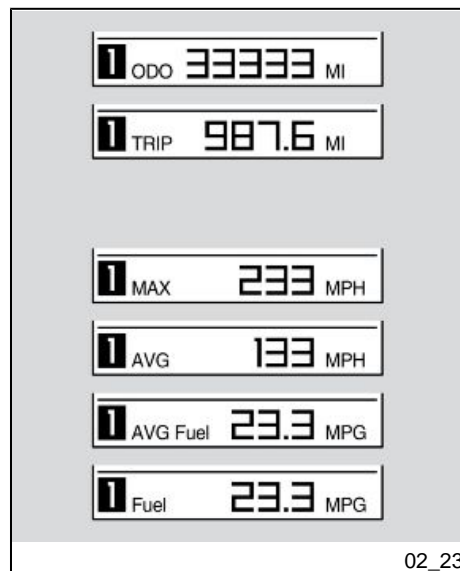 1 ODO 33333 MI
1 TRIP 987.6 MI
1 MAX 233 MPH
1 AVG 133 MPH
1 AVG Fuel 23.3 MPG
1 Fuel 23.3 MPG
02_23